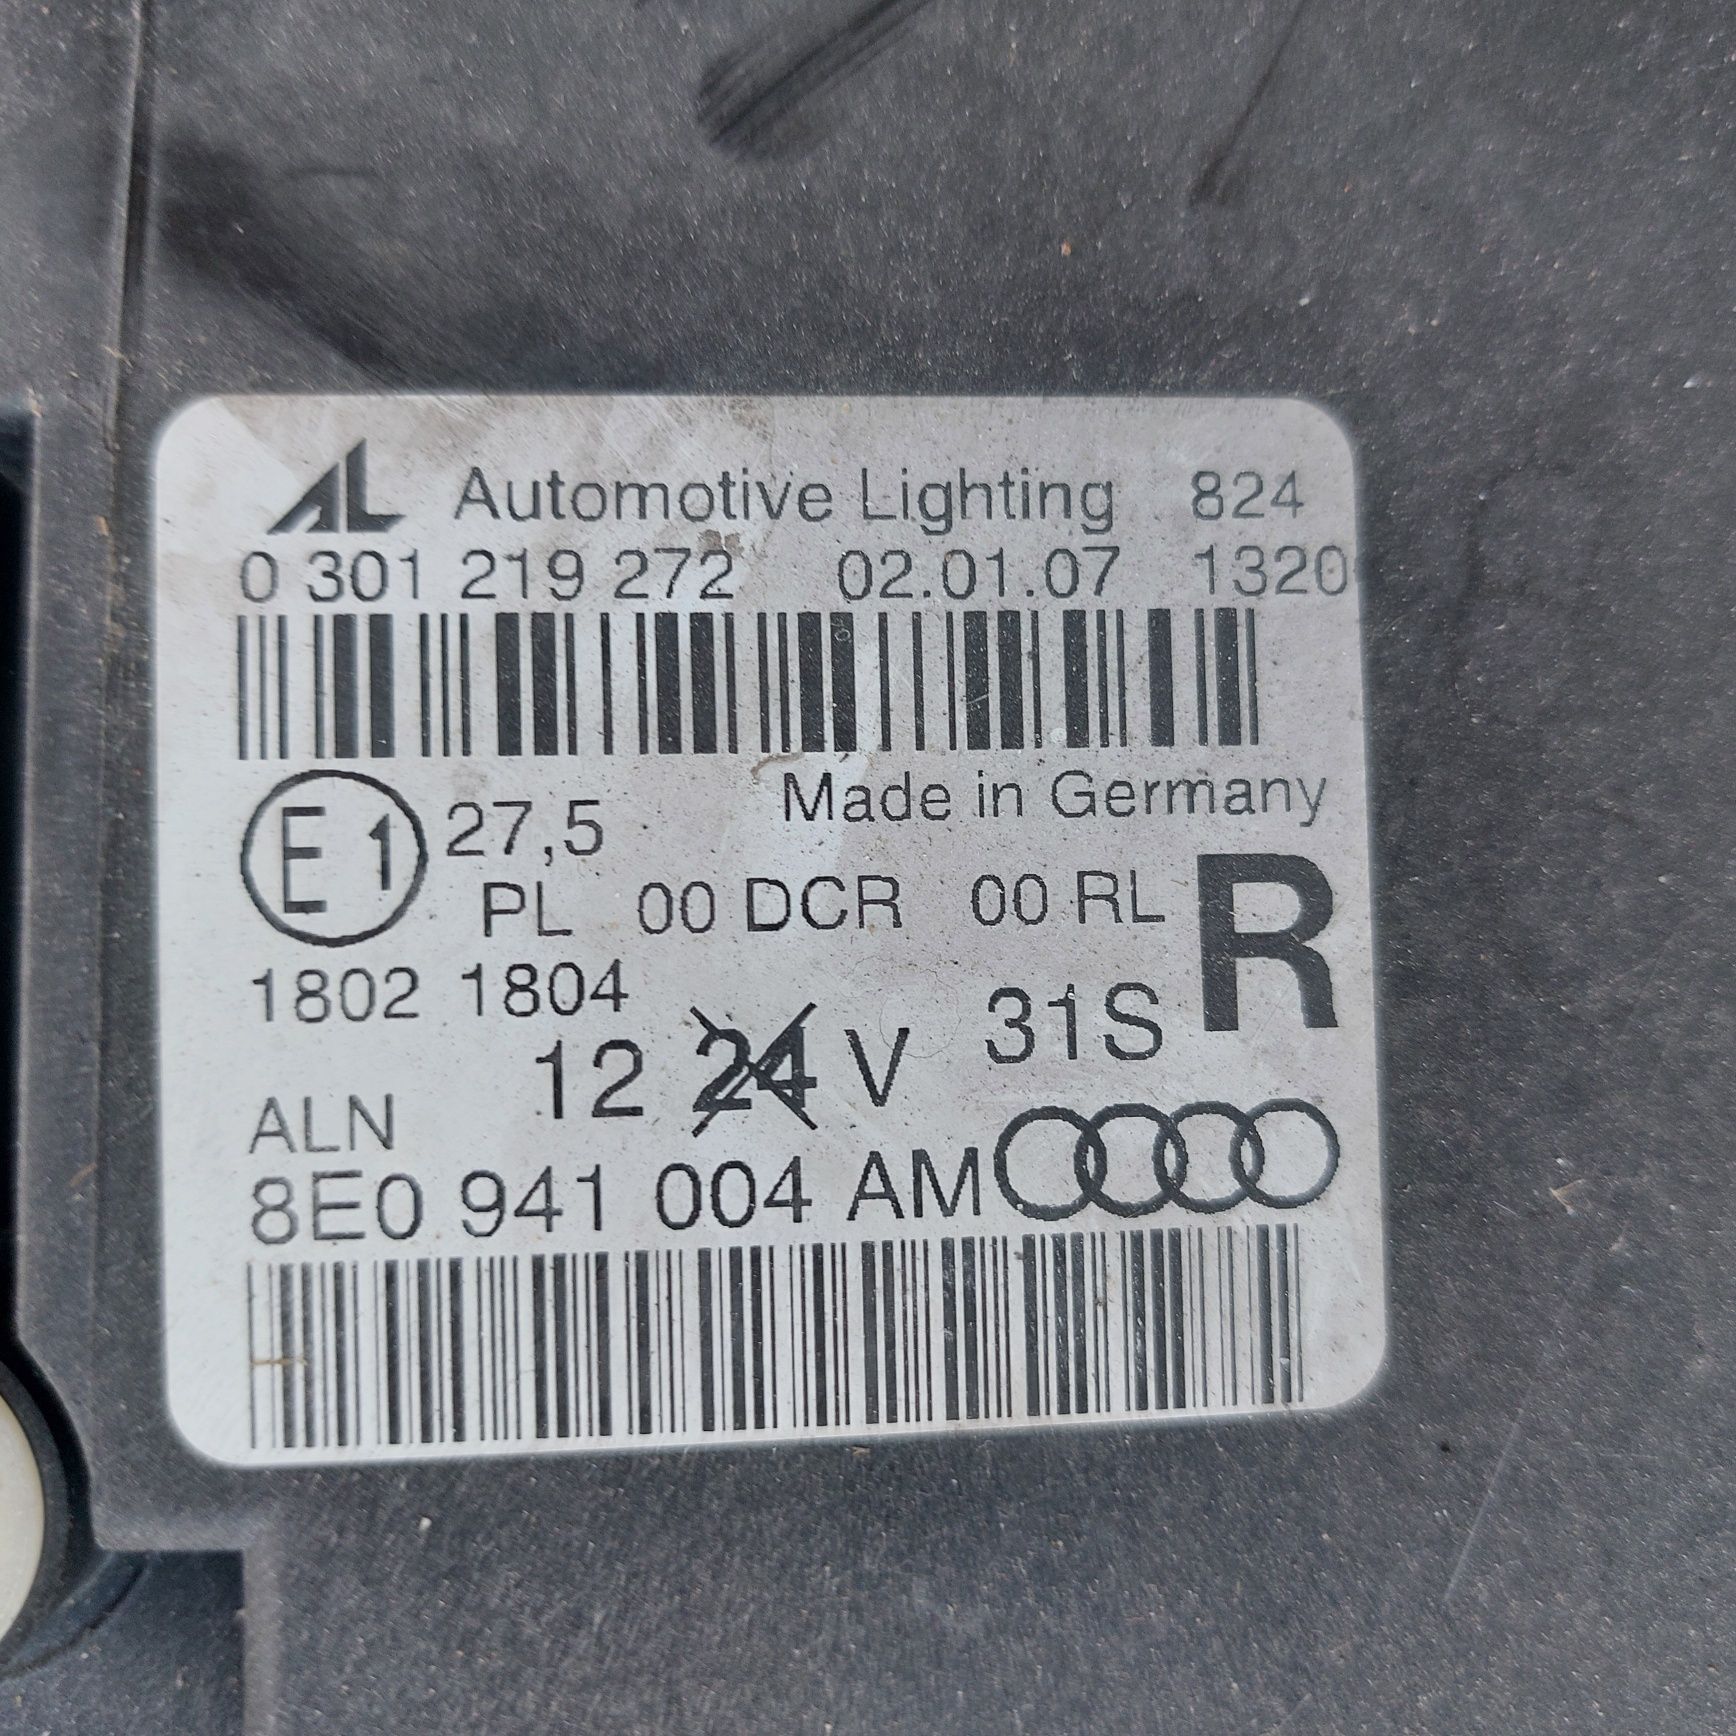 AL Automotive Lighting 824
0 301 219 272 02.01.07 1320
Made in Germany
E1 27,5
PL 00 DCR 00 RL R
1802 1804
12 24 V 31S
ALN
8E0 941 004 AM